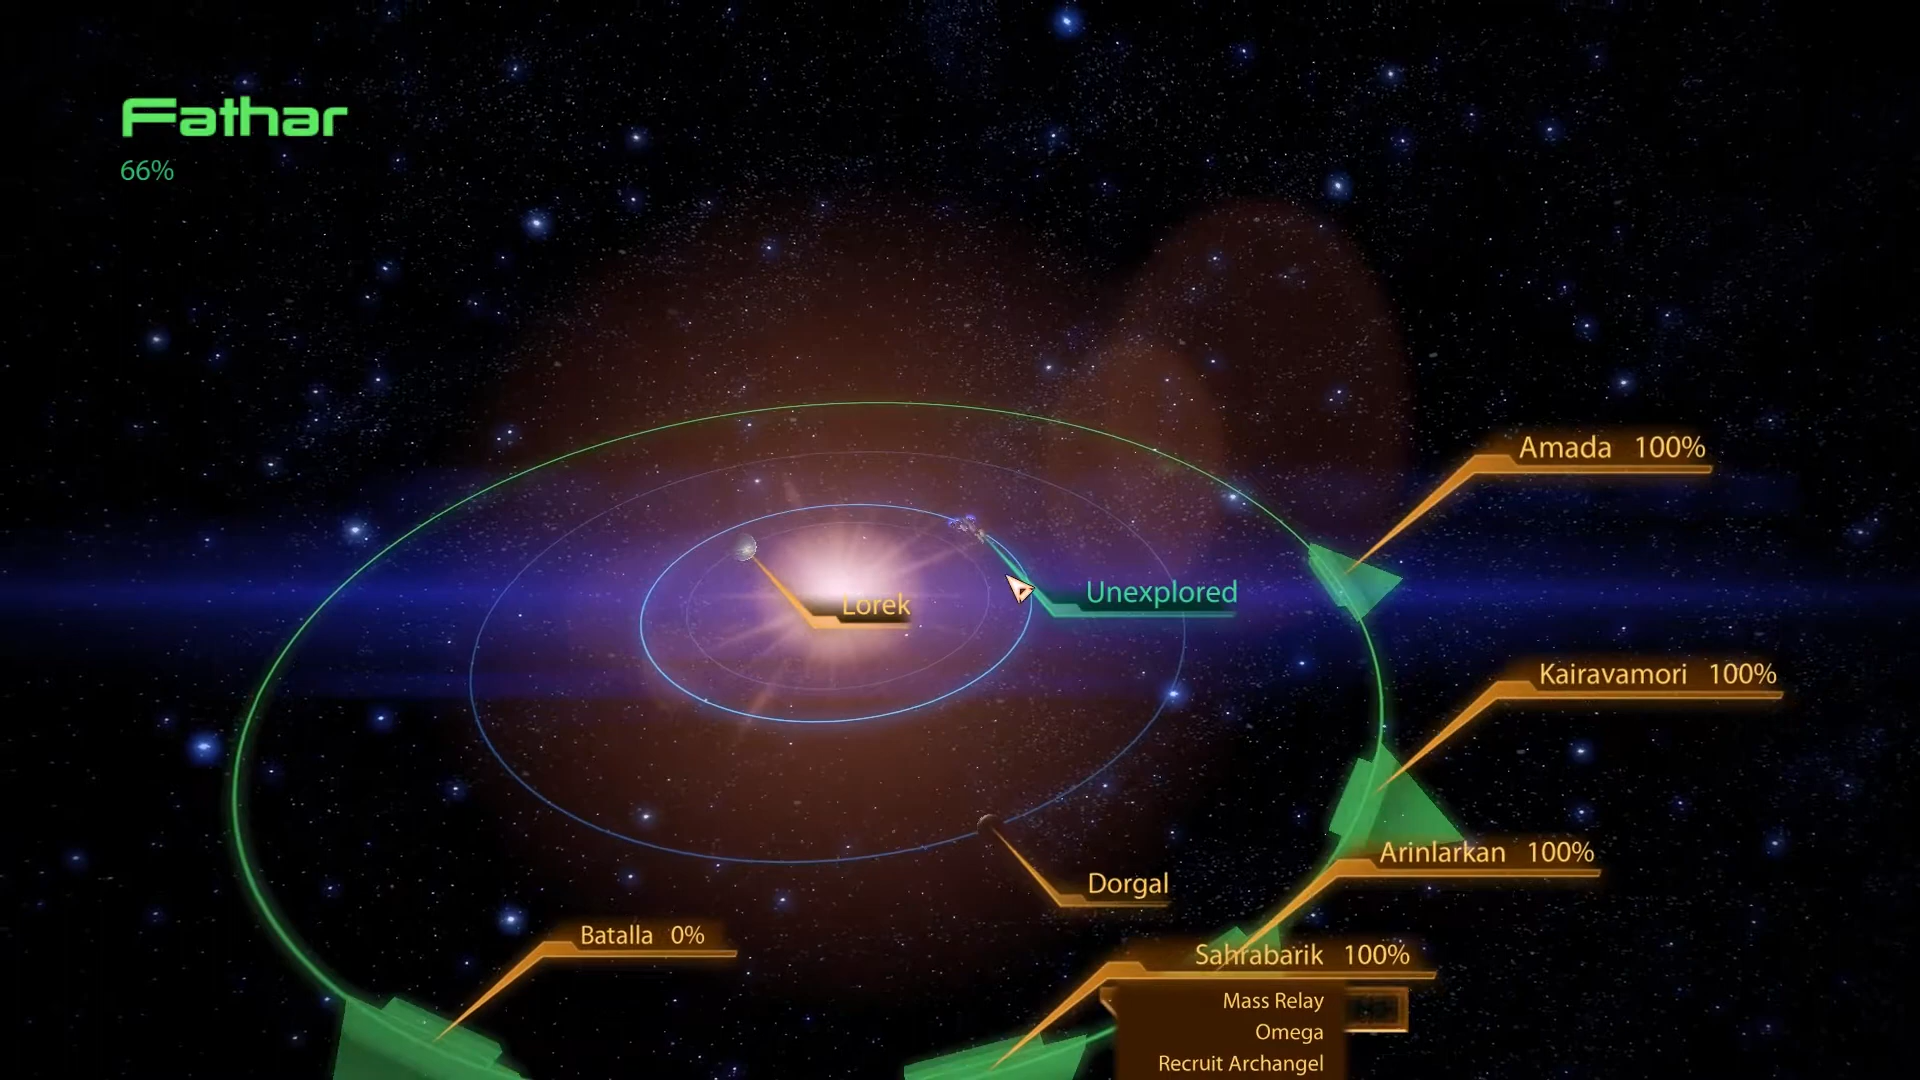 Fathar
66%
Amada 100%
Unexplored
Lorek
Kairavamori 100%
Arinlarkan 100%
Dorgal
Batalla 0%
Sahrabarik 100%
Mass Relay
Omega
Recruit Archangel